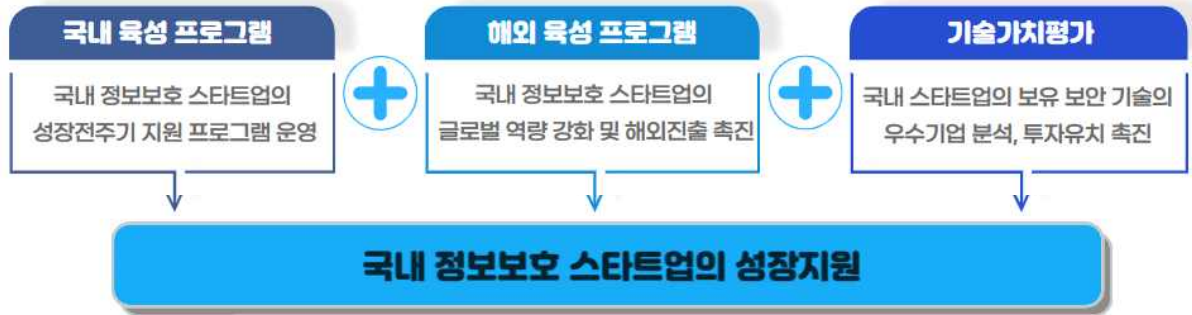 국내 육성 프로그램
국내 정보보호 스타트업의
성장전주기 지원 프로그램 운영
해외 육성 프로그램
국내 정보보호 스타트업의
글로벌 역량 강화 및 해외진출 촉진
기술가치평가
국내 스타트업의 보유 보안 기술의
우수기업 분석, 투자유치 촉진
국내 정보보호 스타트업의 성장지원